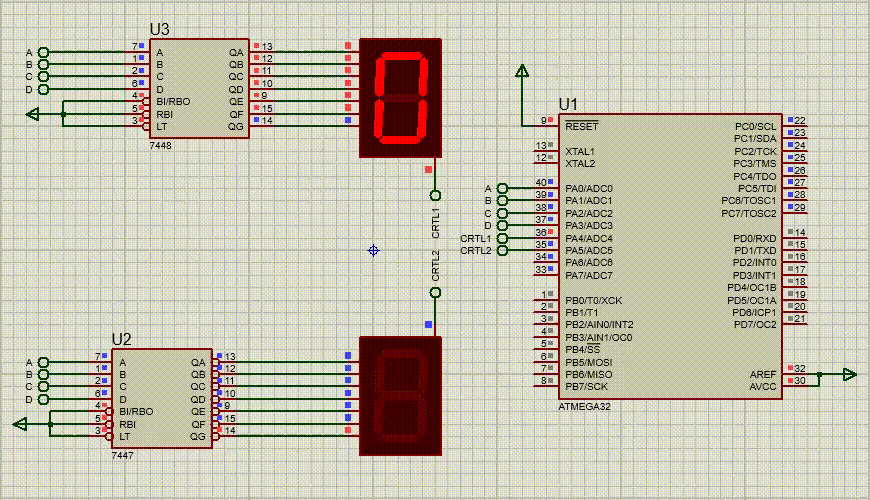 U3
A 7 A QA 13
B 1 B QB 12
C 2 C QC 11
D 6 D QD 10
4 BI/RBO QE 9
5 RBI QF 15
3 LT QG 14
7448
CRTL1
CRTL2
U2
A 7 A QA 13
B 1 B QB 12
C 2 C QC 11
D 6 D QD 10
4 BI/RBO QE 9
5 RBI QF 15
3 LT QG 14
7447
U1
9 RESET PC0/SCL 22
PC1/SDA 23
13 XTAL1 PC2/TCK 24
12 XTAL2 PC3/TMS 25
PC4/TDO 26
A 40 PA0/ADC0 PC5/TDI 27
B 39 PA1/ADC1 PC6/TOSC1 28
C 38 PA2/ADC2 PC7/TOSC2 29
D 37 PA3/ADC3
CRTL1 36 PA4/ADC4 PD0/RXD 14
CRTL2 35 PA5/ADC5 PD1/TXD 15
34 PA6/ADC6 PD2/INT0 16
33 PA7/ADC7 PD3/INT1 17
PD4/OC1B 18
1 PB0/T0/XCK PD5/OC1A 19
2 PB1/T1 PD6/ICP1 20
3 PB2/AIN0/INT2 PD7/OC2 21
4 PB3/AIN1/OC0
5 PB4/SS
6 PB5/MOSI
7 PB6/MISO AREF 32
8 PB7/SCK AVCC 30
ATMEGA32